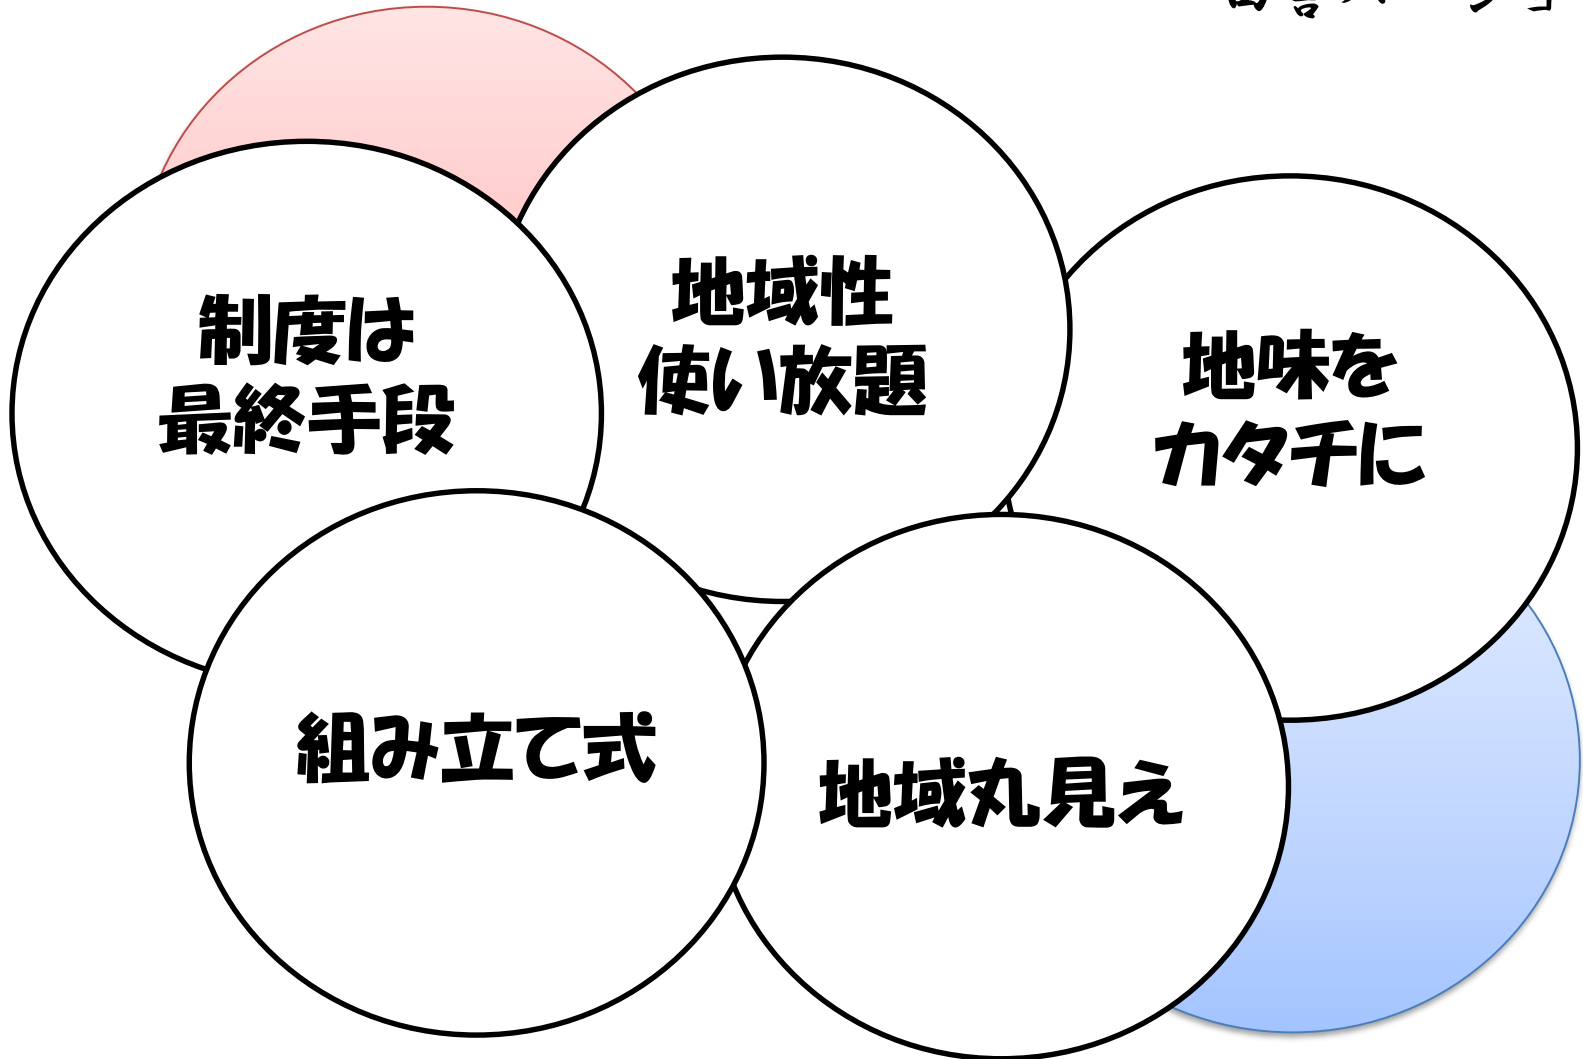 制度は
最終手段
地域性
使い放題
地味を
カタチに
組み立て式
地域丸見え